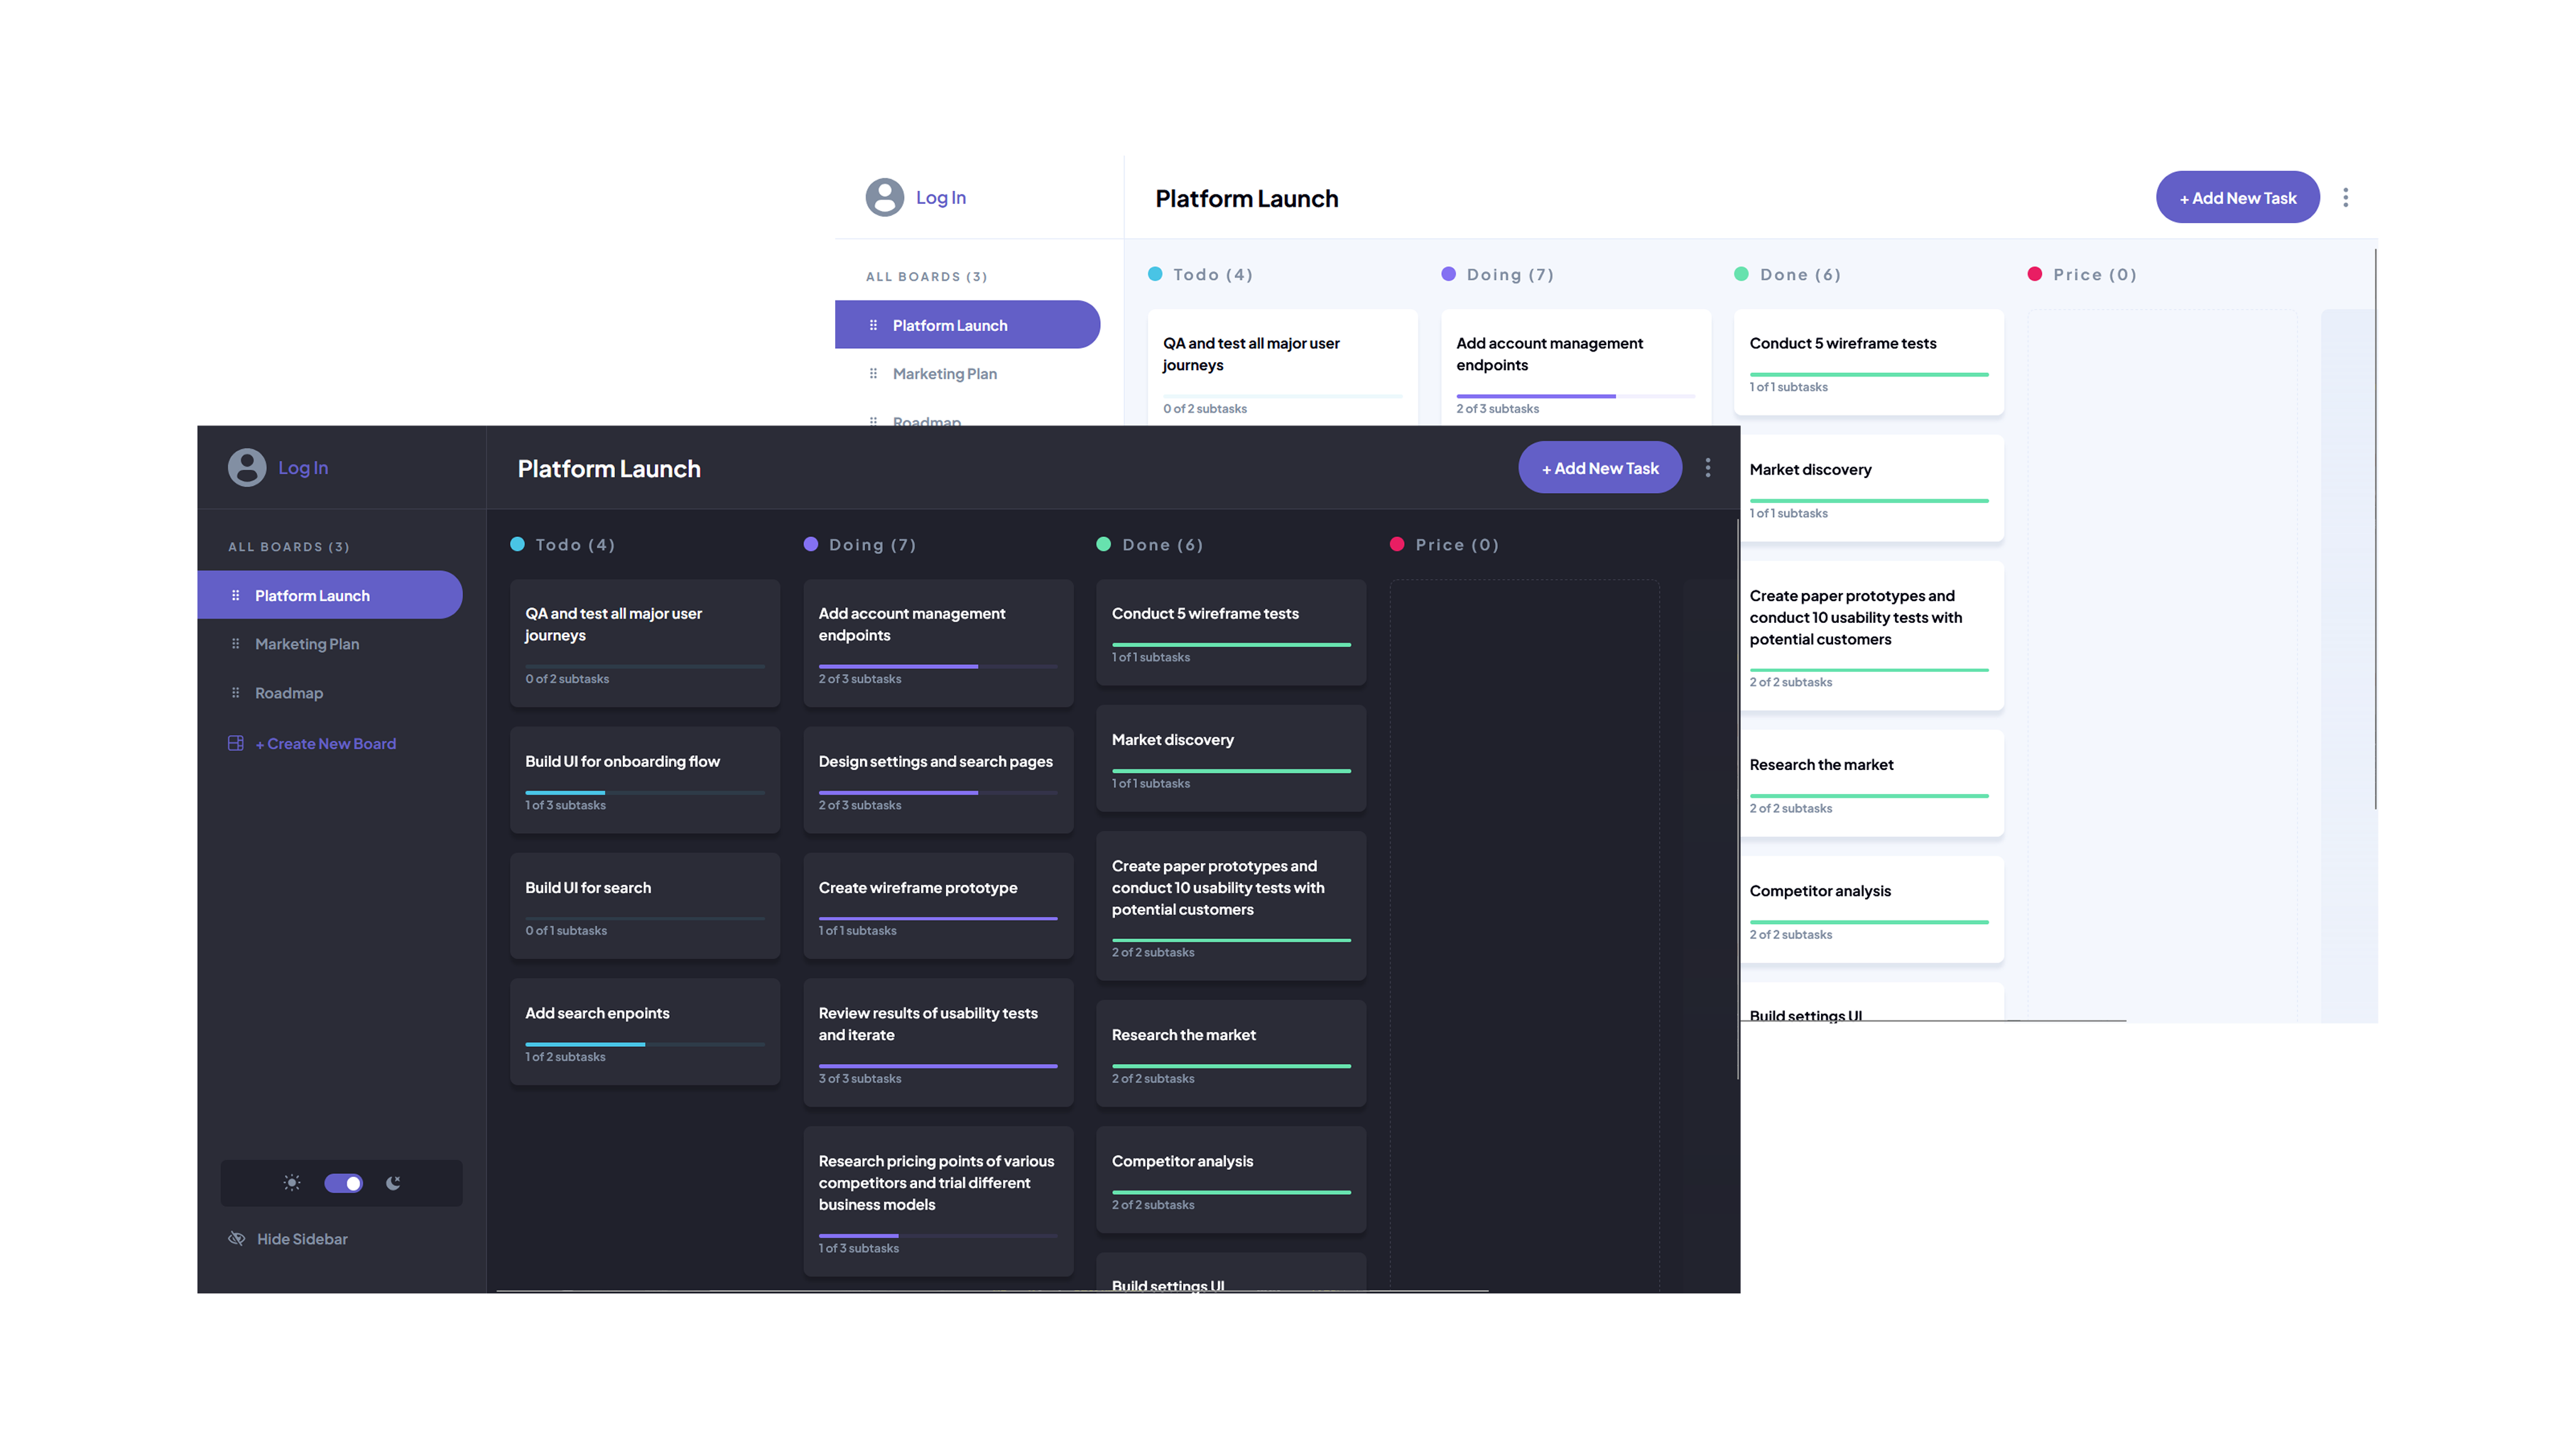 Log In
Platform Launch
+ Add New Task
ALL BOARDS (3)
Todo (4)
Doing (7)
Done (6)
Price (0)
Platform Launch
Marketing Plan
Roadmap
QA and test all major user
journeys
0 of 2 subtasks
Add account management
endpoints
2 of 3 subtasks
Conduct 5 wireframe tests
1 of 1 subtasks
Market discovery
1 of 1 subtasks
Create paper prototypes and
conduct 10 usability tests with
potential customers
2 of 2 subtasks
Research the market
2 of 2 subtasks
Competitor analysis
2 of 2 subtasks
Build settings UI
Log In
Platform Launch
+ Add New Task
ALL BOARDS (3)
Platform Launch
Marketing Plan
Roadmap
+ Create New Board
Hide Sidebar
Todo (4)
QA and test all major user
journeys
0 of 2 subtasks
Build UI for onboarding flow
1 of 3 subtasks
Build UI for search
0 of 1 subtasks
Add search enpoints
1 of 2 subtasks
Doing (7)
Add account management
endpoints
2 of 3 subtasks
Design settings and search pages
2 of 3 subtasks
Create wireframe prototype
1 of 1 subtasks
Review results of usability tests
and iterate
3 of 3 subtasks
Research pricing points of various
competitors and trial different
business models
1 of 3 subtasks
Done (6)
Conduct 5 wireframe tests
1 of 1 subtasks
Market discovery
1 of 1 subtasks
Create paper prototypes and
conduct 10 usability tests with
potential customers
2 of 2 subtasks
Research the market
2 of 2 subtasks
Competitor analysis
2 of 2 subtasks
Build settings UI
Price (0)